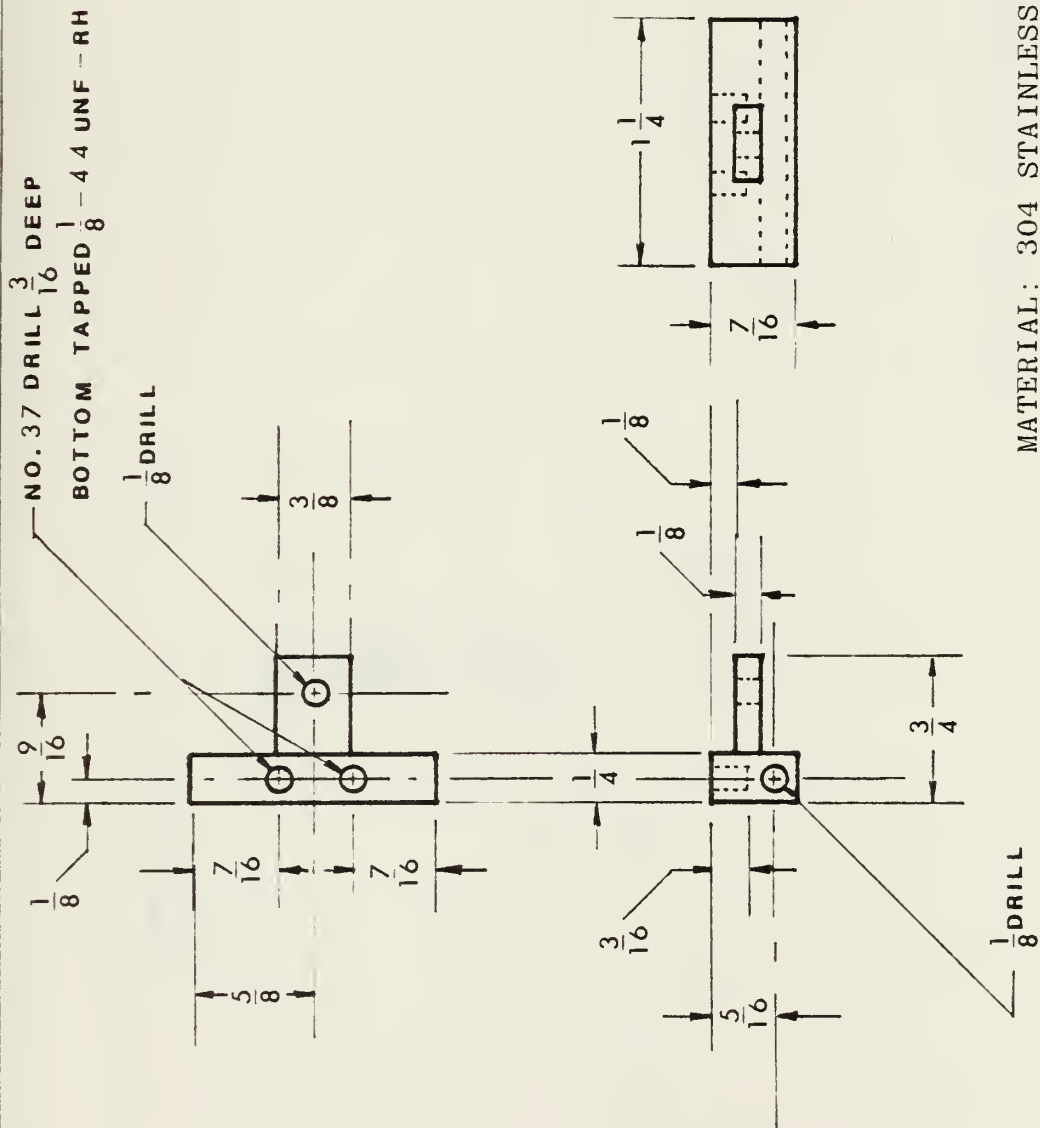 NO. 37 DRILL 3/16 DEEP
BOTTOM TAPPED 1/8 - 44 UNF - RH
1/8 DRILL
9/16
1/8
3/8
7/16
7/16
5/8
1 1/4
7/16
1/8
1/8
1/4
3/4
3/16
5/16
1/8 DRILL
MATERIAL: 304 STAINLESS